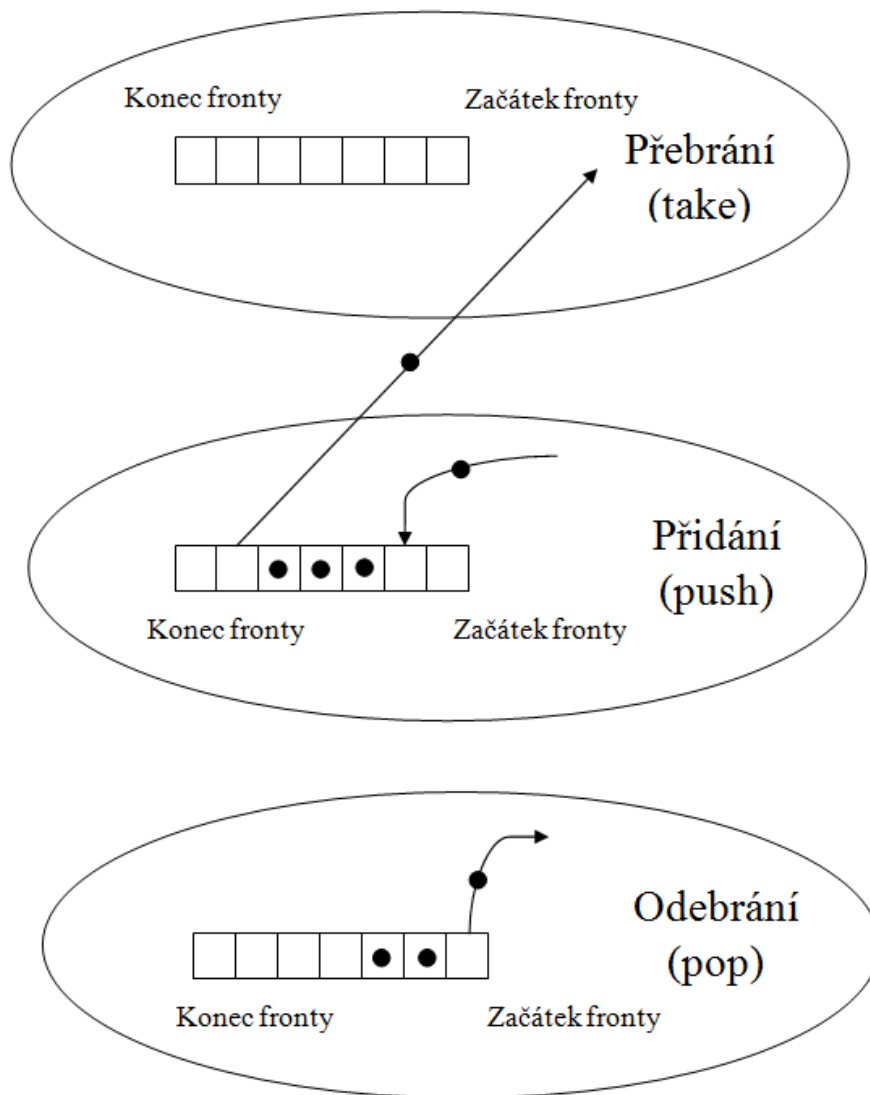 Konec fronty
Začátek fronty
Přebrání
(take)
Přidání
(push)
Konec fronty
Začátek fronty
Odebrání
(pop)
Konec fronty
Začátek fronty